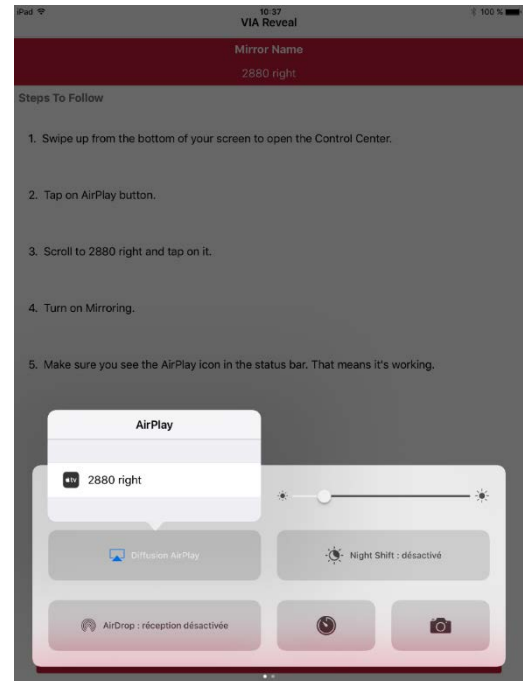 iPad 10:37 100 %
VIA Reveal
Mirror Name
2880 right
Steps To Follow
1. Swipe up from the bottom of your screen to open the Control Center.
2. Tap on AirPlay button.
3. Scroll to 2880 right and tap on it.
4. Turn on Mirroring.
5. Make sure you see the AirPlay icon in the status bar. That means it's working.
AirPlay
tv 2880 right
Diffusion AirPlay
Night Shift : désactivé
AirDrop : réception désactivée